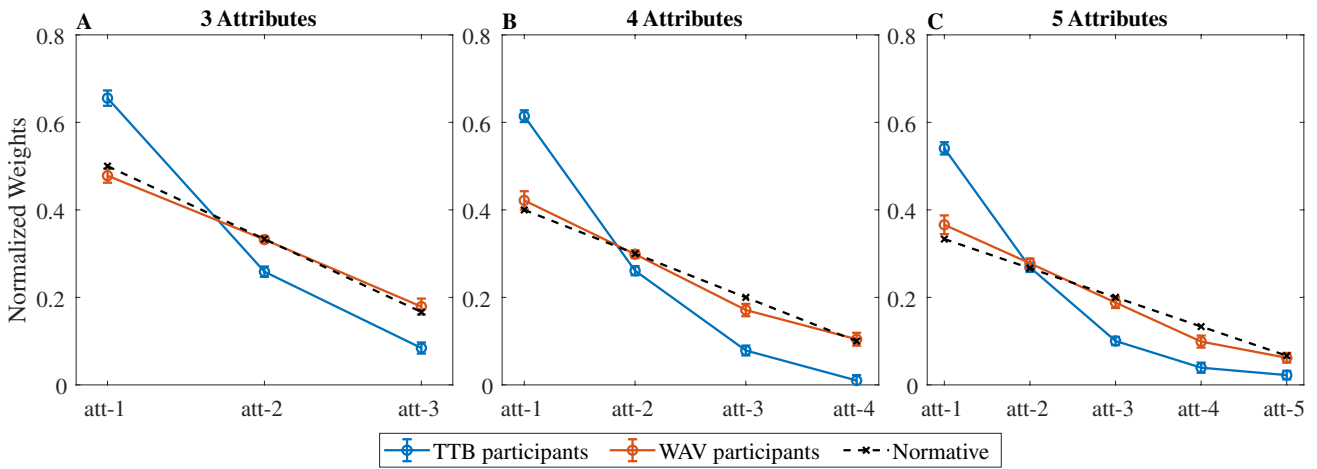 A 3 Attributes B 4 Attributes C 5 Attributes
Normalized Weights
0.8 0.8 0.8
0.6 0.6 0.6
0.4 0.4 0.4
0.2 0.2 0.2
0 0 0
att-1 att-2 att-3 att-1 att-2 att-3 att-4 att-1 att-2 att-3 att-4 att-5
TTB participants WAV participants Normative